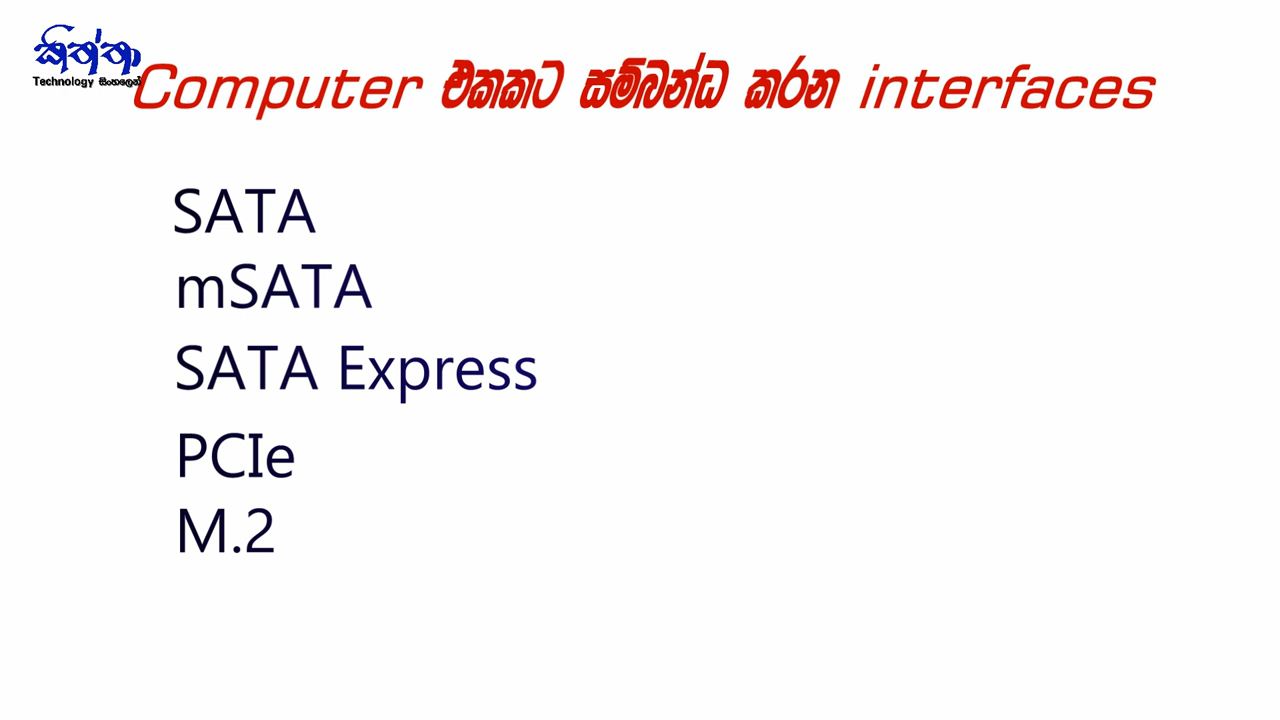 කිත්තා
Technology සිංහලෙන්
Computer එකකට සම්බන්ධ කරන interfaces
SATA
mSATA
SATA Express
PCIe
M.2